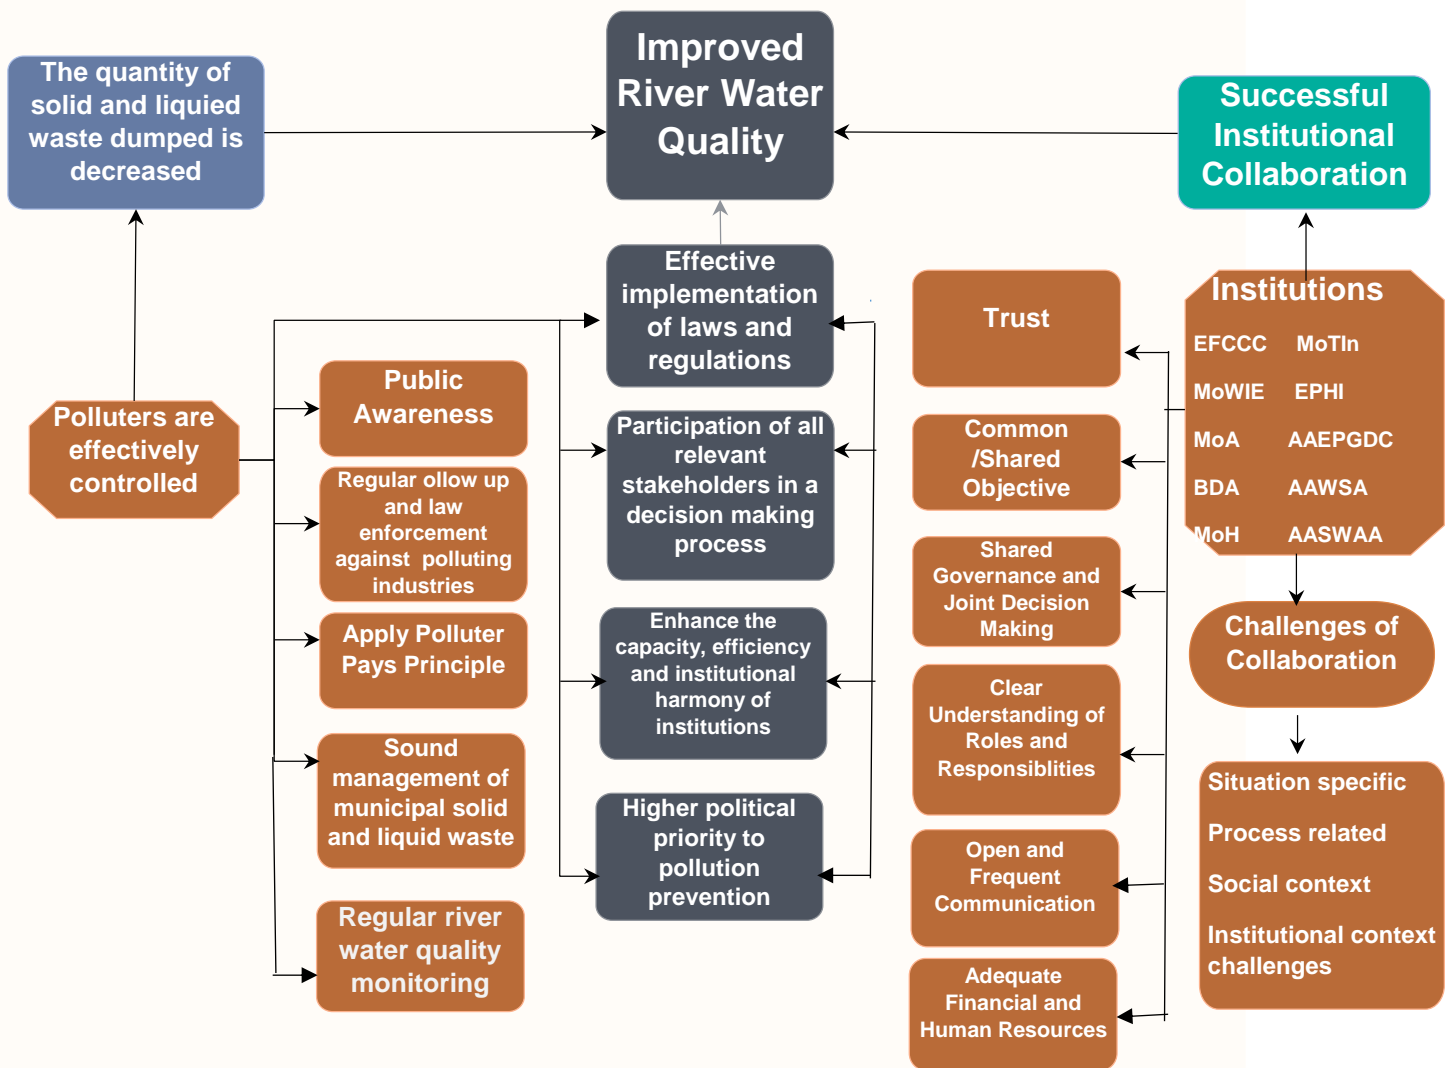 Improved
River Water
Quality
The quantity of
solid and liquied
waste dumped is
decreased
Successful
Institutional
Collaboration
Effective
implementation
of laws and
regulations
Trust
Institutions
EFCCC MoTIn
MoWIE EPHI
MoA AAEPGDC
BDA AAWSA
MoH AASWAA
Public
Awareness
Polluters are
effectively
controlled
Participation of all
relevant
stakeholders in a
decision making
process
Common
/Shared
Objective
Regular ollow up
and law
enforcement
against polluting
industries
Shared
Governance and
Joint Decision
Making
Apply Polluter
Pays Principle
Enhance the
capacity, efficiency
and institutional
harmony of
institutions
Challenges of
Collaboration
Clear
Understanding of
Roles and
Responsiblities
Sound
management of
municipal solid
and liquid waste
Higher political
priority to
pollution
prevention
Situation specific
Process related
Social context
Institutional context
challenges
Open and
Frequent
Communication
Regular river
water quality
monitoring
Adequate
Financial and
Human Resources